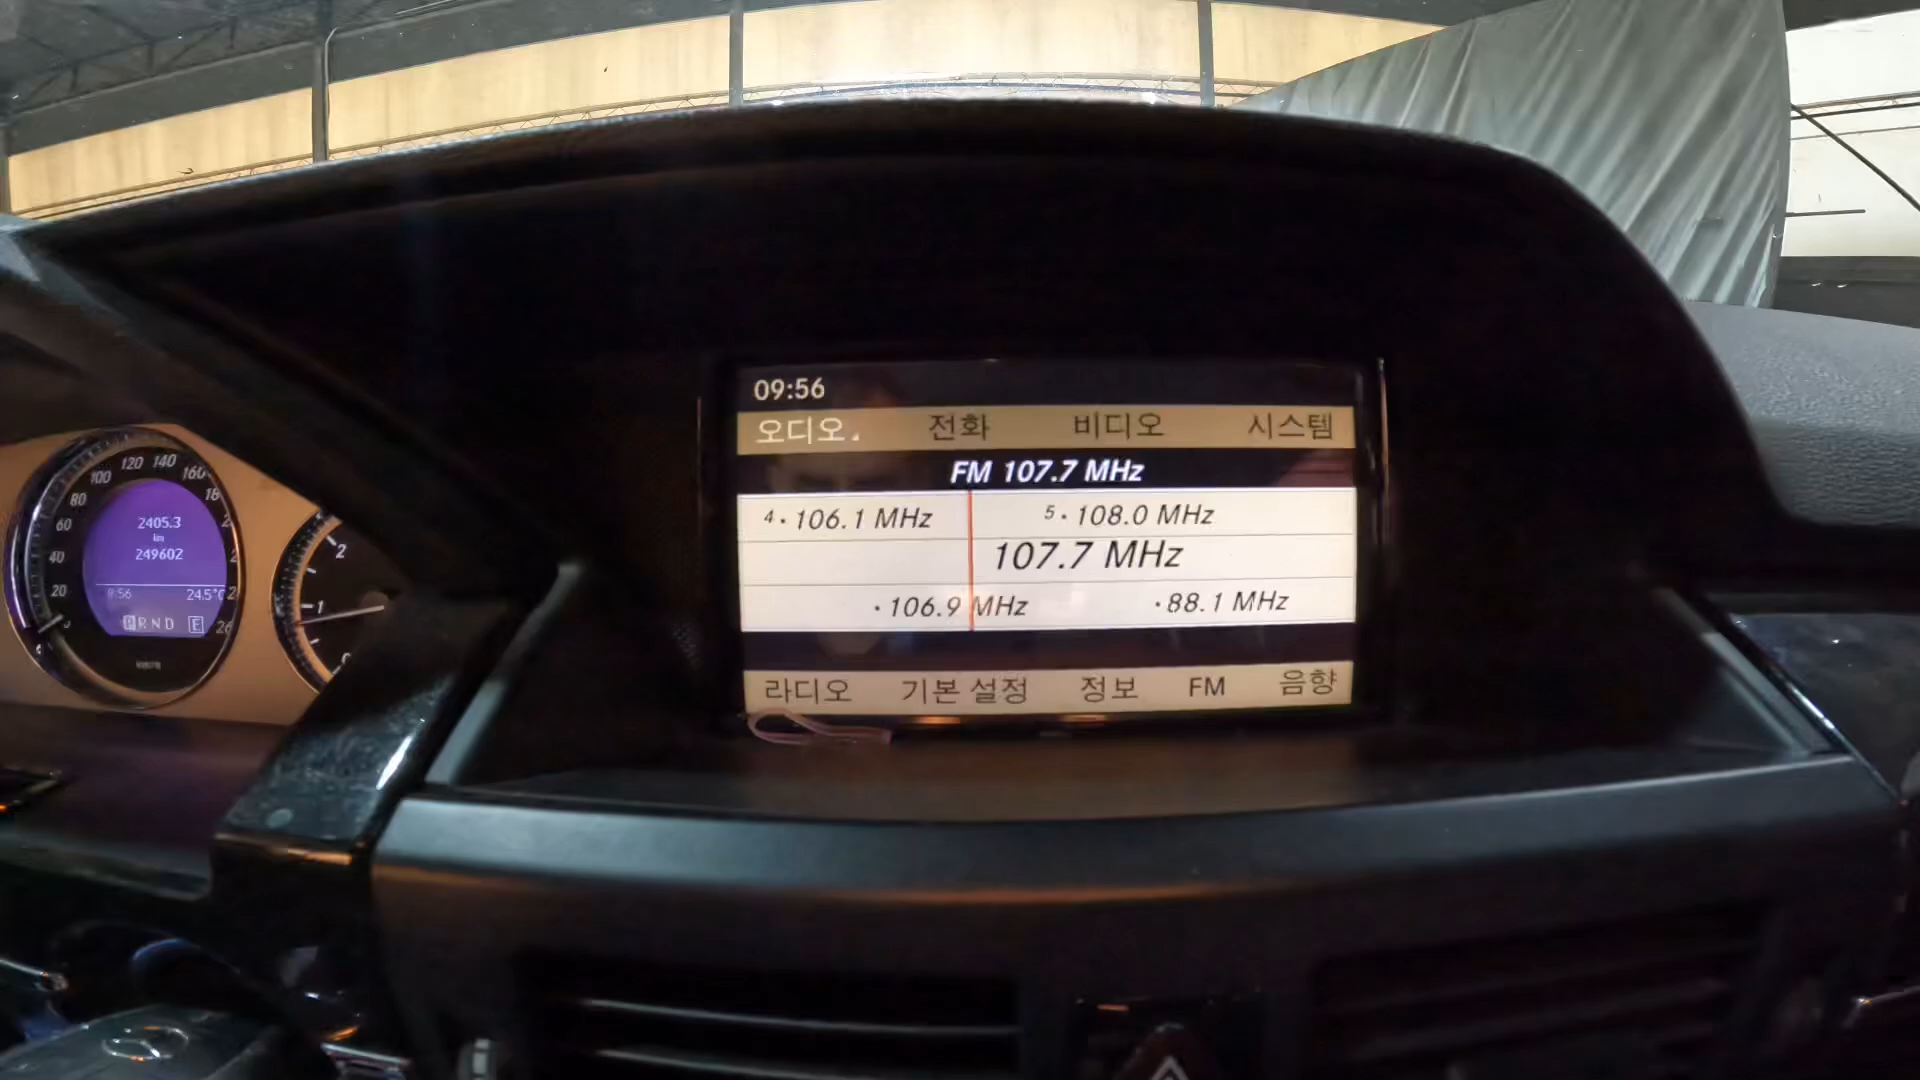 09:56
오디오 전화 비디오 시스템
FM 107.7 MHz
4 · 106.1 MHz 5 · 108.0 MHz
107.7 MHz
· 106.9 MHz · 88.1 MHz
라디오 기본 설정 정보 FM 음향
20 40 60 80 100 120 140 160
2405.3
km
249602
8:56 24.5°C
P R N D E
1 2